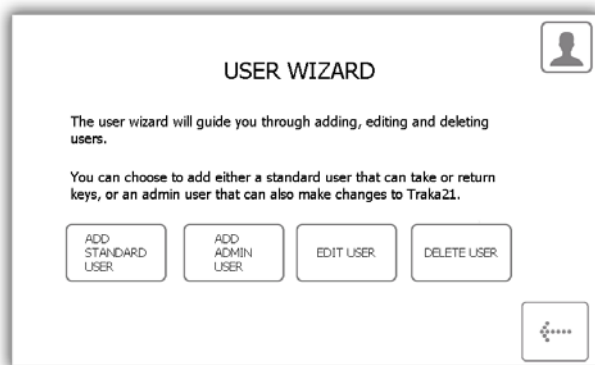 USER WIZARD
The user wizard will guide you through adding, editing and deleting
users.
You can choose to add either a standard user that can take or return
keys, or an admin user that can also make changes to Traka21.
ADD
STANDARD
USER
ADD
ADMIN
USER
EDIT USER
DELETE USER